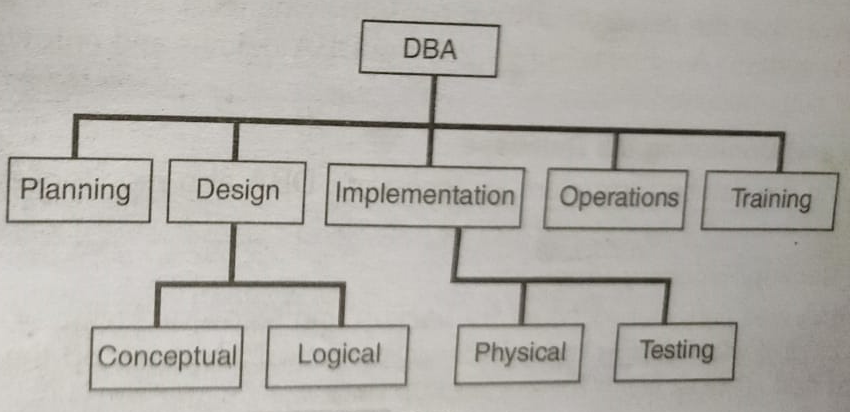 DBA
Planning
Design
Implementation
Operations
Training
Conceptual
Logical
Physical
Testing